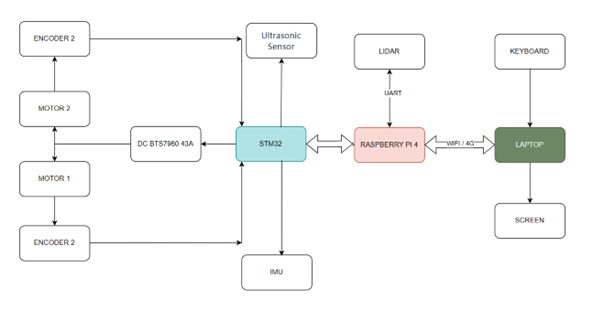 ENCODER 2
Ultrasonic
Sensor
LIDAR
KEYBOARD
UART
MOTOR 2
DC BTS7960 43A
STM32
RASPBERRY PI 4
WIFI / 4G
LAPTOP
MOTOR 1
ENCODER 2
IMU
SCREEN